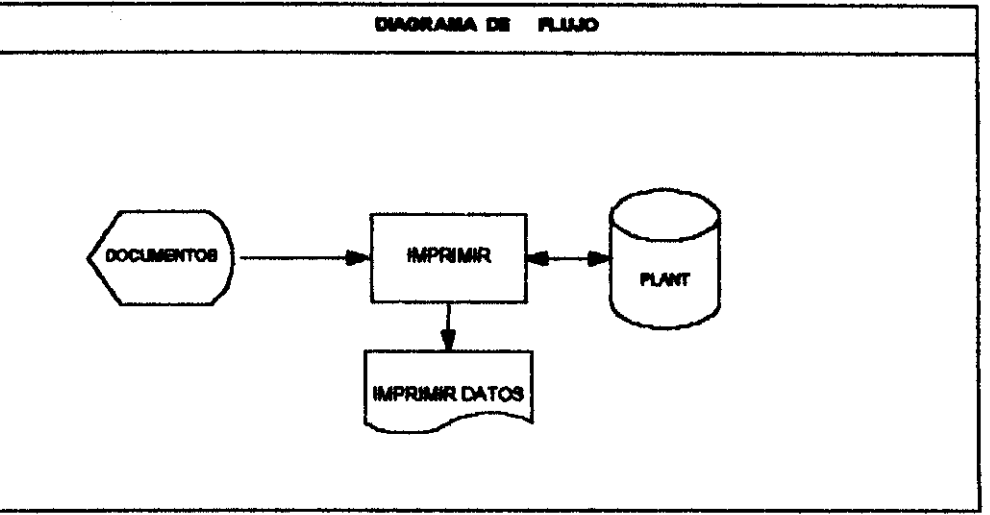 DIAGRAMA DE FLUJO
DOCUMENTOS
IMPRIMIR
PLANT
IMPRIMIR DATOS